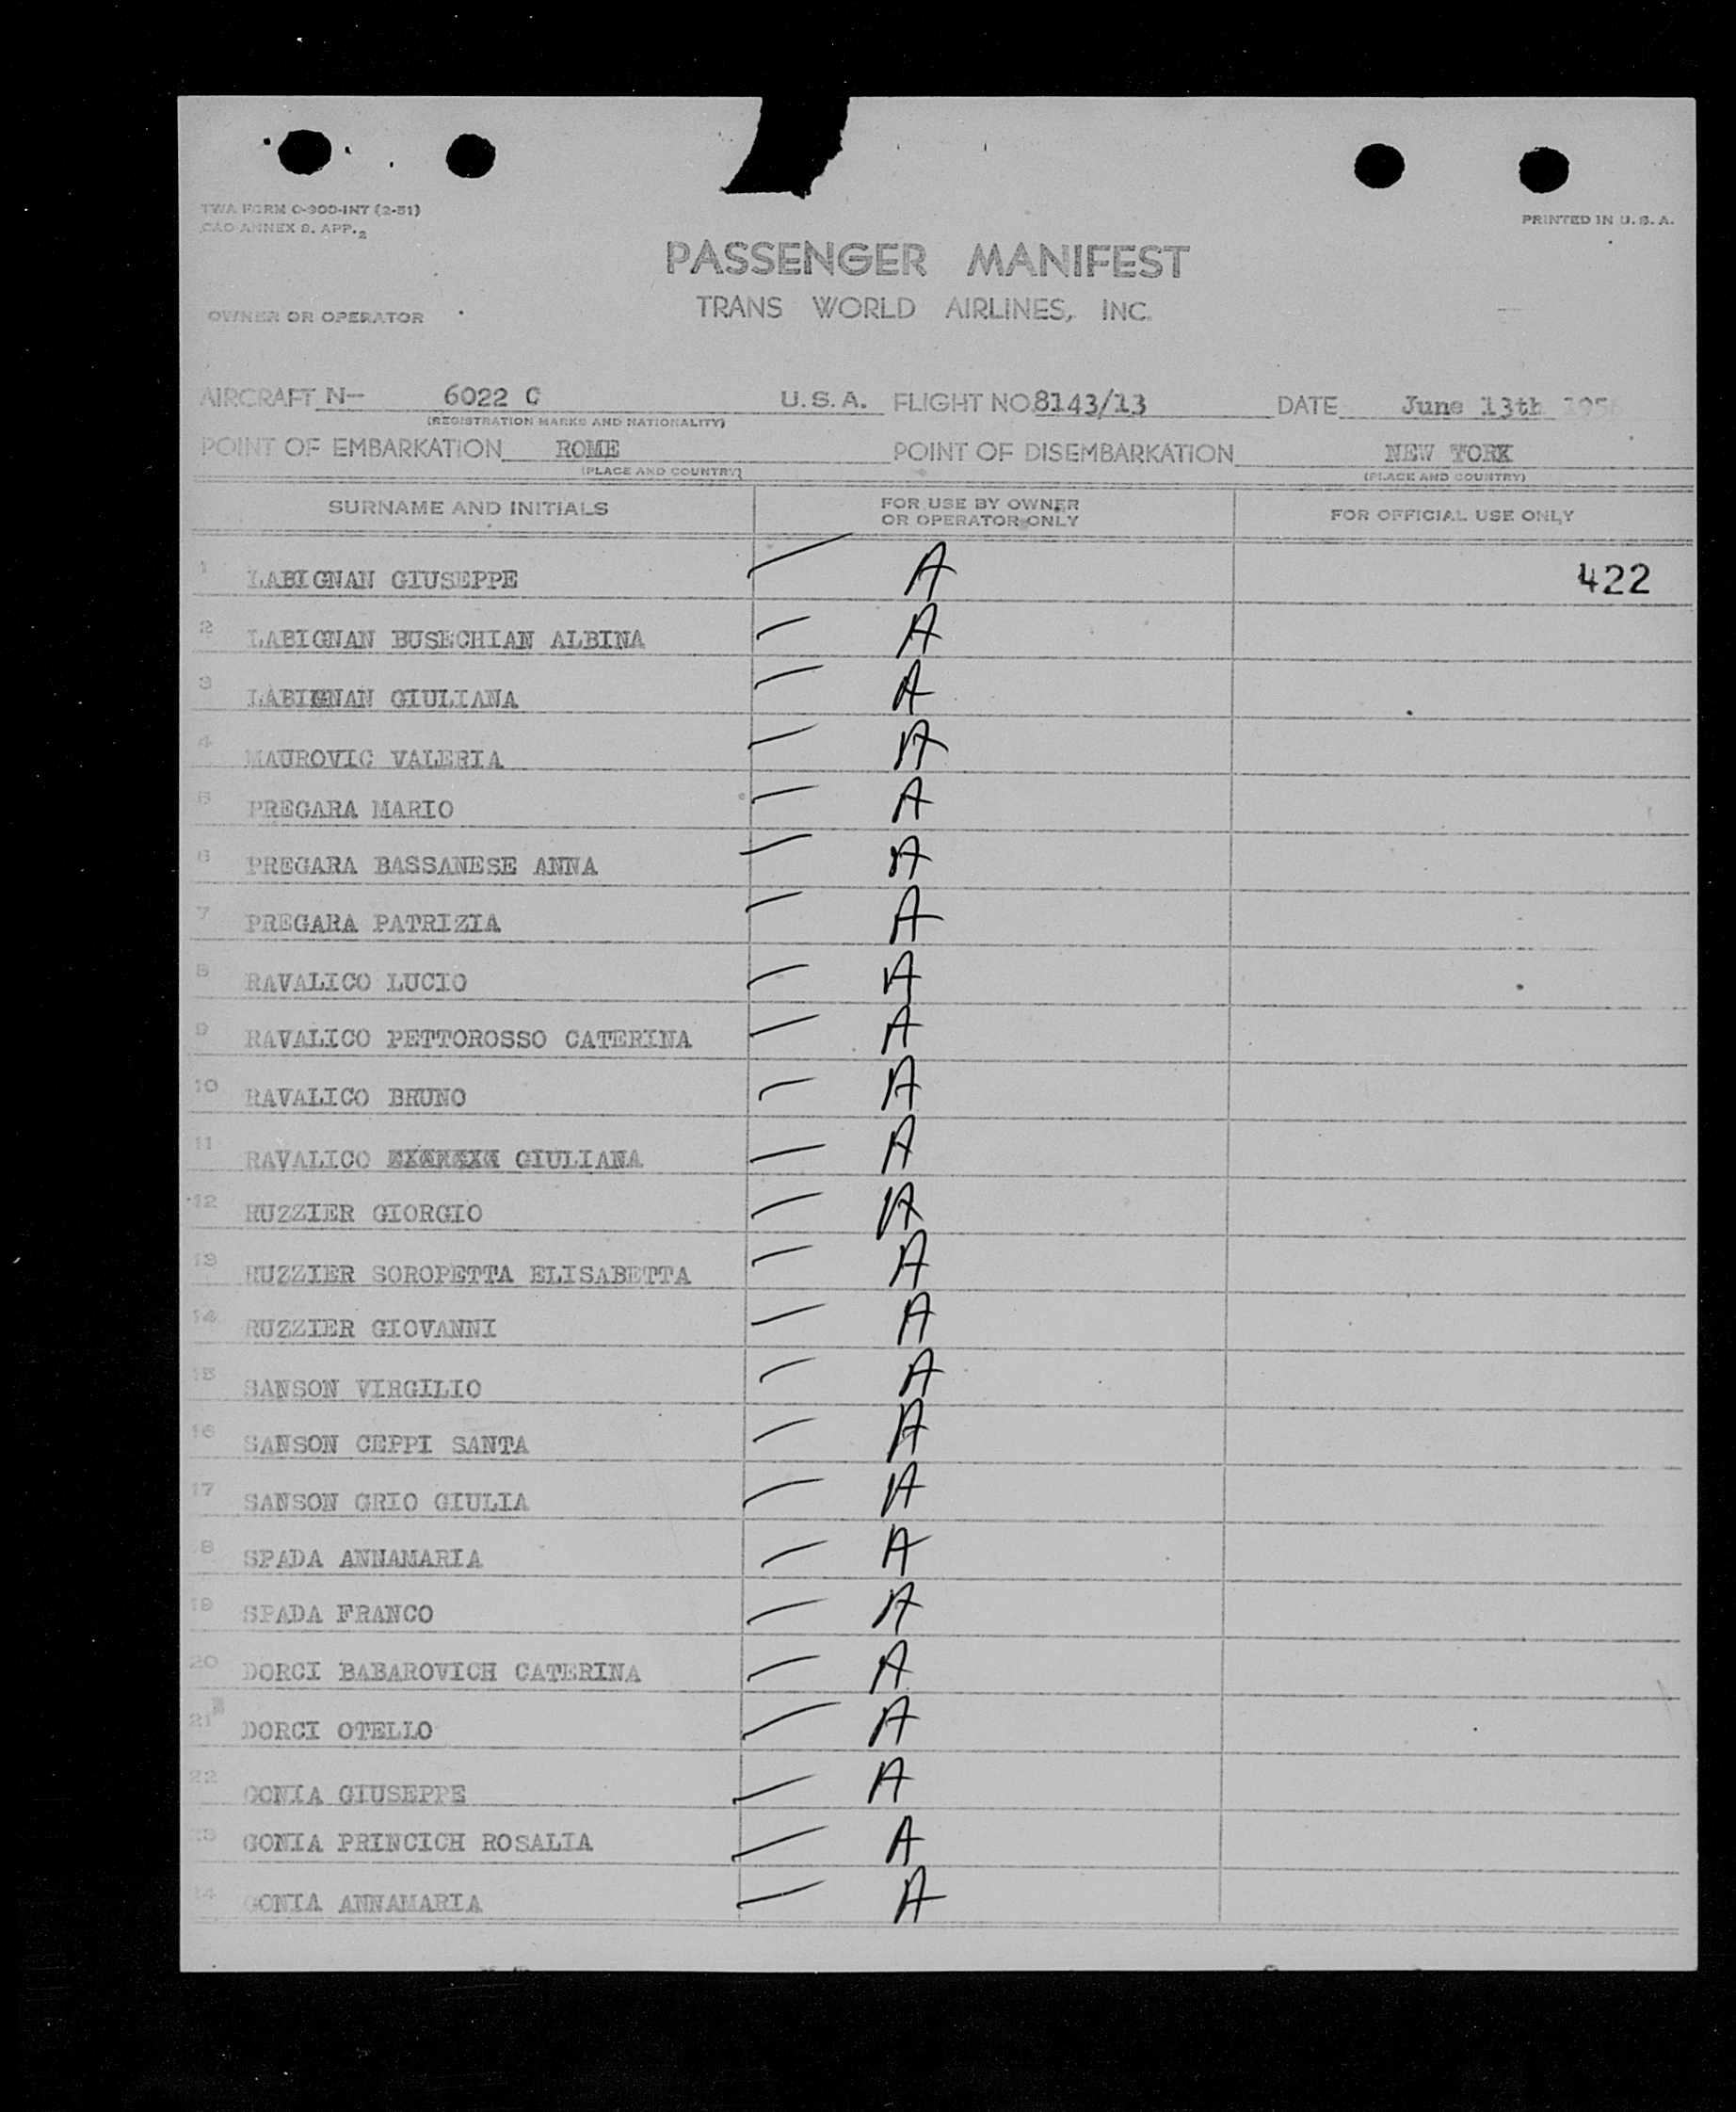 TWA FORM O-900-INT (2-51)
ICAO ANNEX 9. APP. 2
PRINTED IN U. S. A.
PASSENGER MANIFEST
OWNER OR OPERATOR TRANS WORLD AIRLINES, INC.
AIRCRAFT N- 6022 C U. S. A. FLIGHT NO 8143/13 DATE June 13th 1956
(REGISTRATION MARKS AND NATIONALITY)
POINT OF EMBARKATION ROME POINT OF DISEMBARKATION NEW YORK
(PLACE AND COUNTRY) (PLACE AND COUNTRY)
SURNAME AND INITIALS FOR USE BY OWNER OR OPERATOR ONLY FOR OFFICIAL USE ONLY
1 LABIGNAN GIUSEPPE — A 422
2 LABIGNAN BUSECHIAN ALBINA — A
3 LABIGNAN GIULIANA — A
4 MAUROVIC VALERIA — A
5 PREGARA MARIO — A
6 PREGARA BASSANESE ANNA — A
7 PREGARA PATRIZIA — A
8 RAVALICO LUCIO — A
9 RAVALICO PETTOROSSO CATERINA — A
10 RAVALICO BRUNO — A
11 RAVALICO GIULIANA — A
12 RUZZIER GIORGIO — A
13 RUZZIER SOROPETTA ELISABETTA — A
14 RUZZIER GIOVANNI — A
15 SANSON VIRGILIO — A
16 SANSON CEPPI SANTA — A
17 SANSON GRIO GIULIA — A
8 SPADA ANNAMARIA — A
19 SPADA FRANCO — A
20 DORCI BABAROVICH CATERINA — A
21 DORCI OTELLO — A
22 GONIA GIUSEPPE — A
23 GONIA PRINCICH ROSALIA — A
24 GONIA ANNAMARIA — A